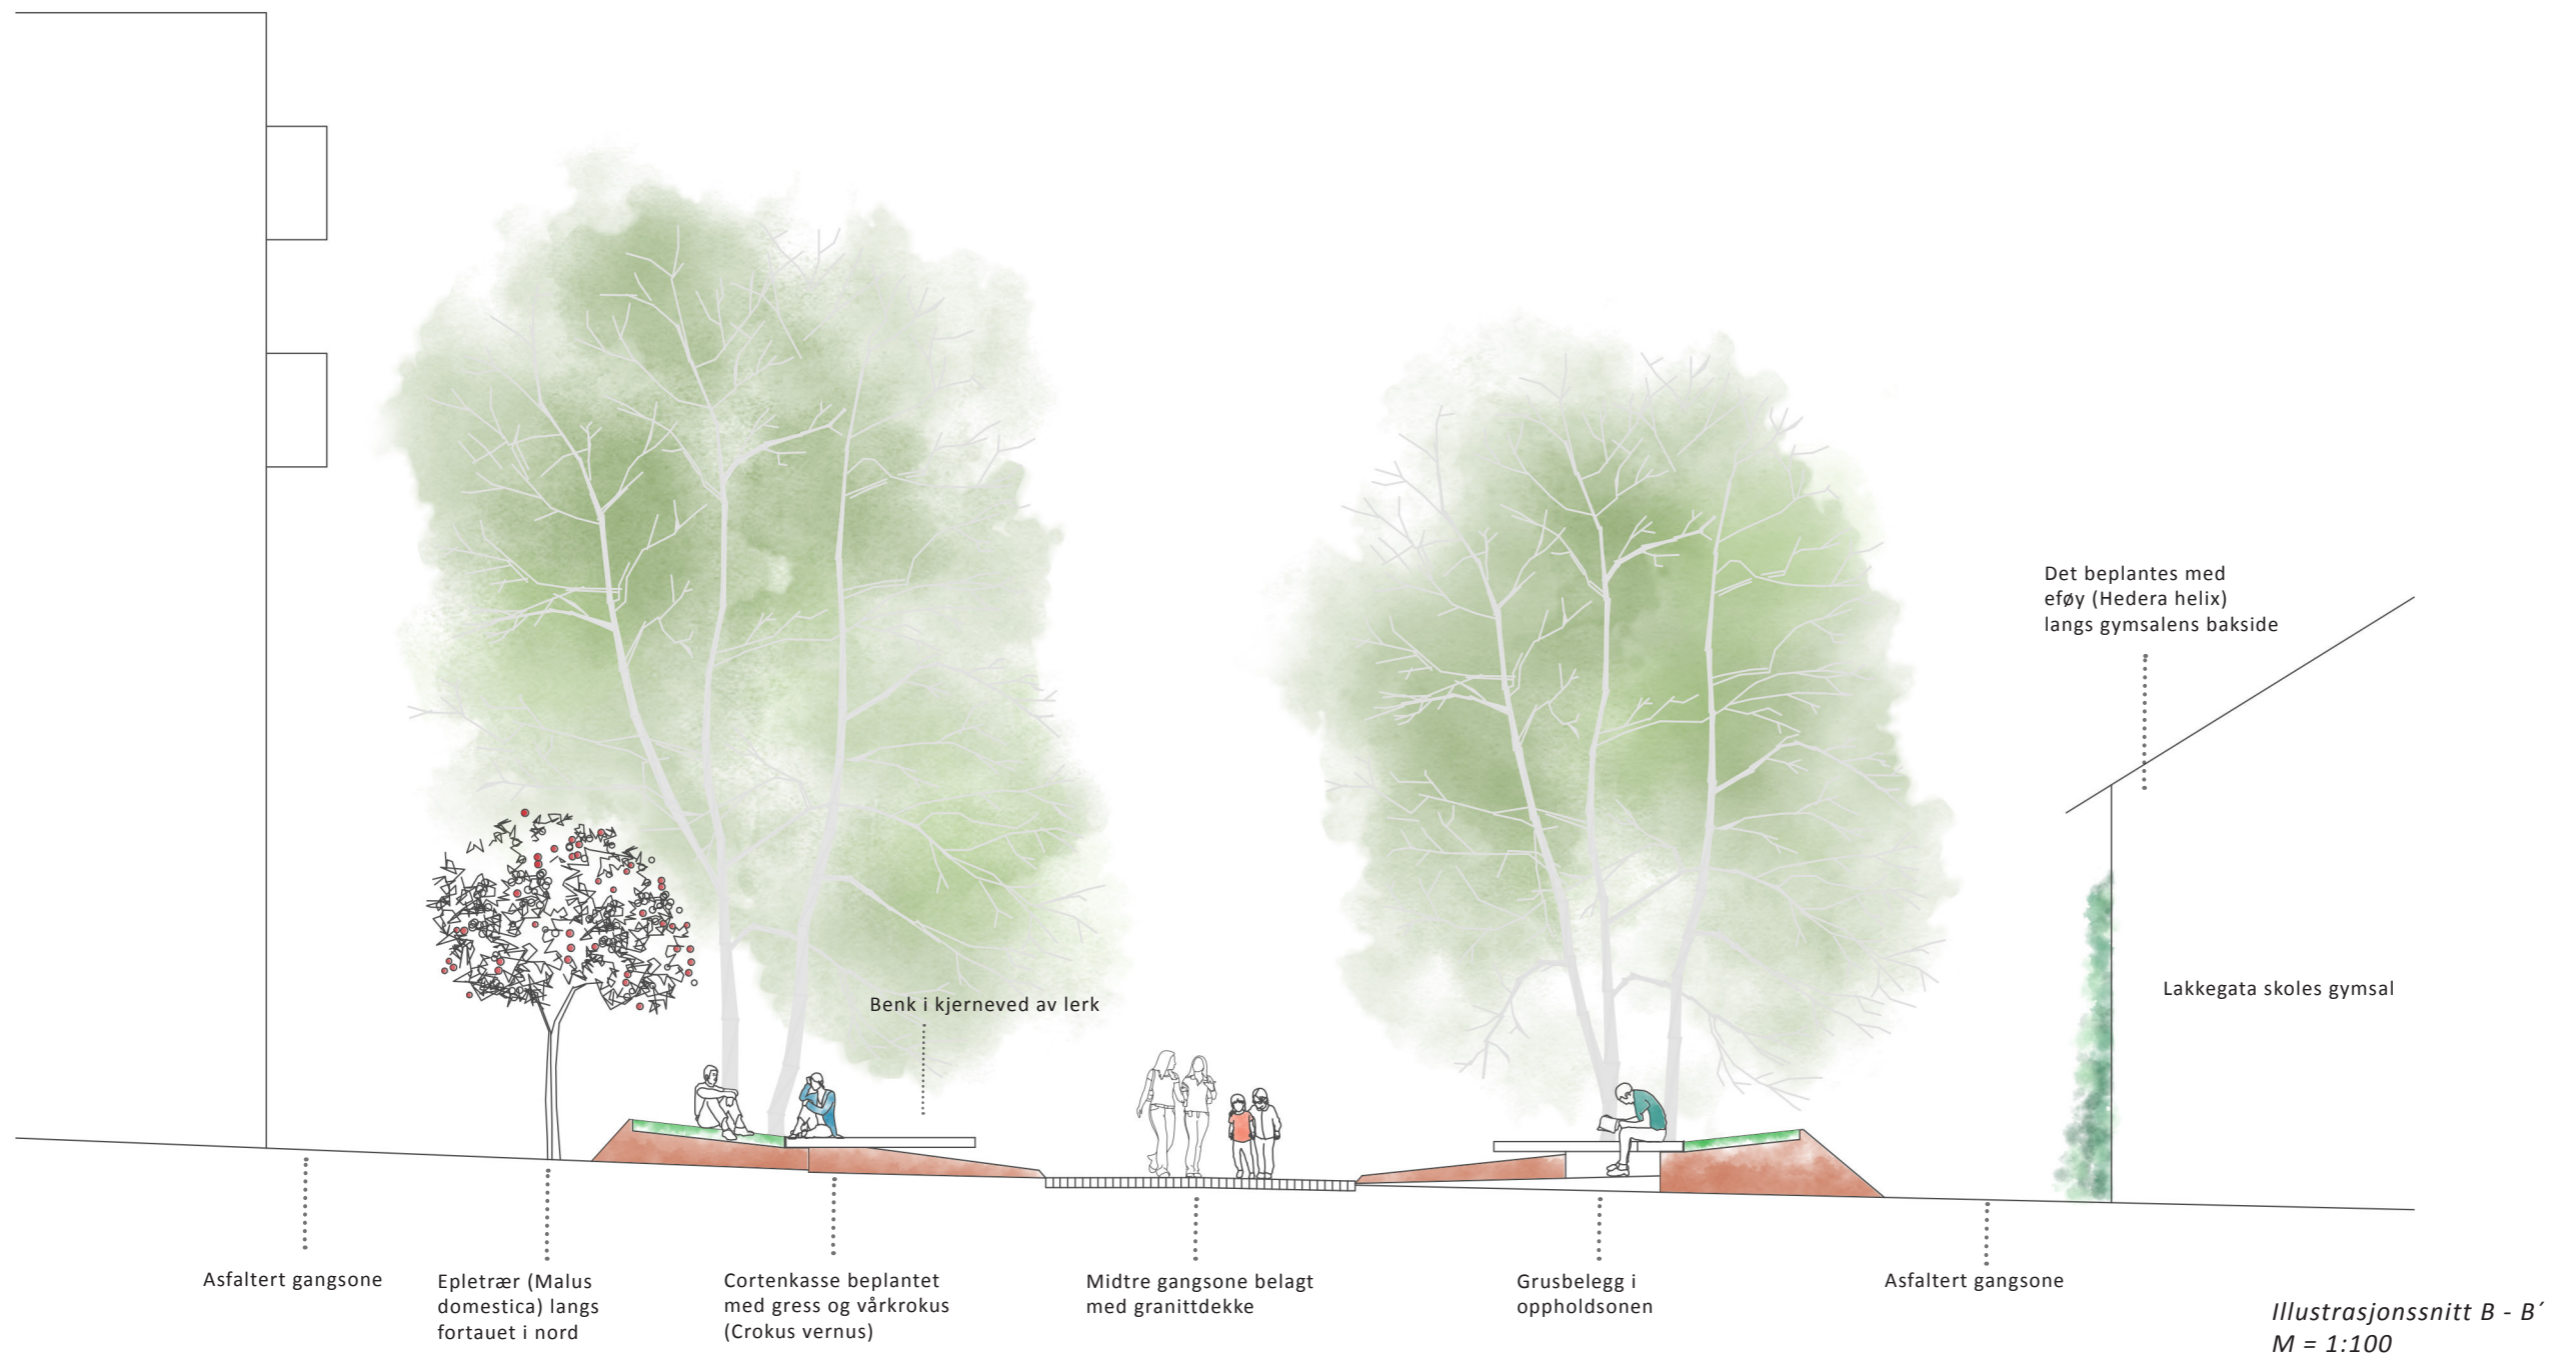 Det beplantes med
eføy (Hedera helix)
langs gymsalens bakside
Lakkegata skoles gymsal
Benk i kjerneved av lerk
Asfaltert gangsone
Epletrær (Malus
domestica) langs
fortauet i nord
Cortenkasse beplantet
med gress og vårkrokus
(Crokus vernus)
Midtre gangsone belagt
med granittdekke
Grusbelegg i
oppholdsonen
Asfaltert gangsone
Illustrasjonssnitt B - B´
M = 1:100